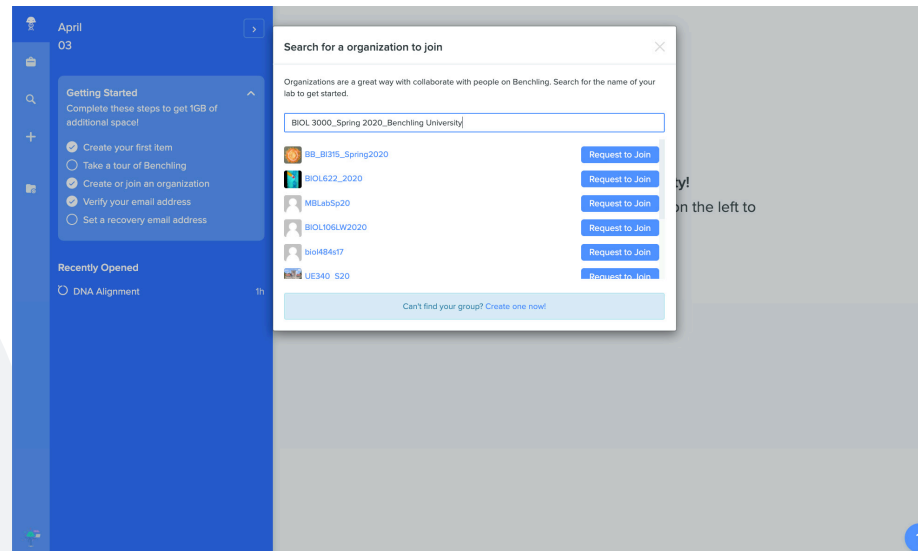 April
03
Getting Started
Complete these steps to get 1GB of
additional space!
Create your first item
Take a tour of Benchling
Create or join an organization
Verify your email address
Set a recovery email address
Recently Opened
DNA Alignment
1h
Search for a organization to join
Organizations are a great way with collaborate with people on Benchling. Search for the name of your
lab to get started.
BIOL 3000_Spring 2020_Benchling University
BB_BI315_Spring2020
Request to Join
BIOL622_2020
Request to Join
MBLabSp20
Request to Join
BIOL106LW2020
Request to Join
biol484s17
Request to Join
UE340_S20
Request to Join
Can't find your group? Create one now!
ty!
on the left to